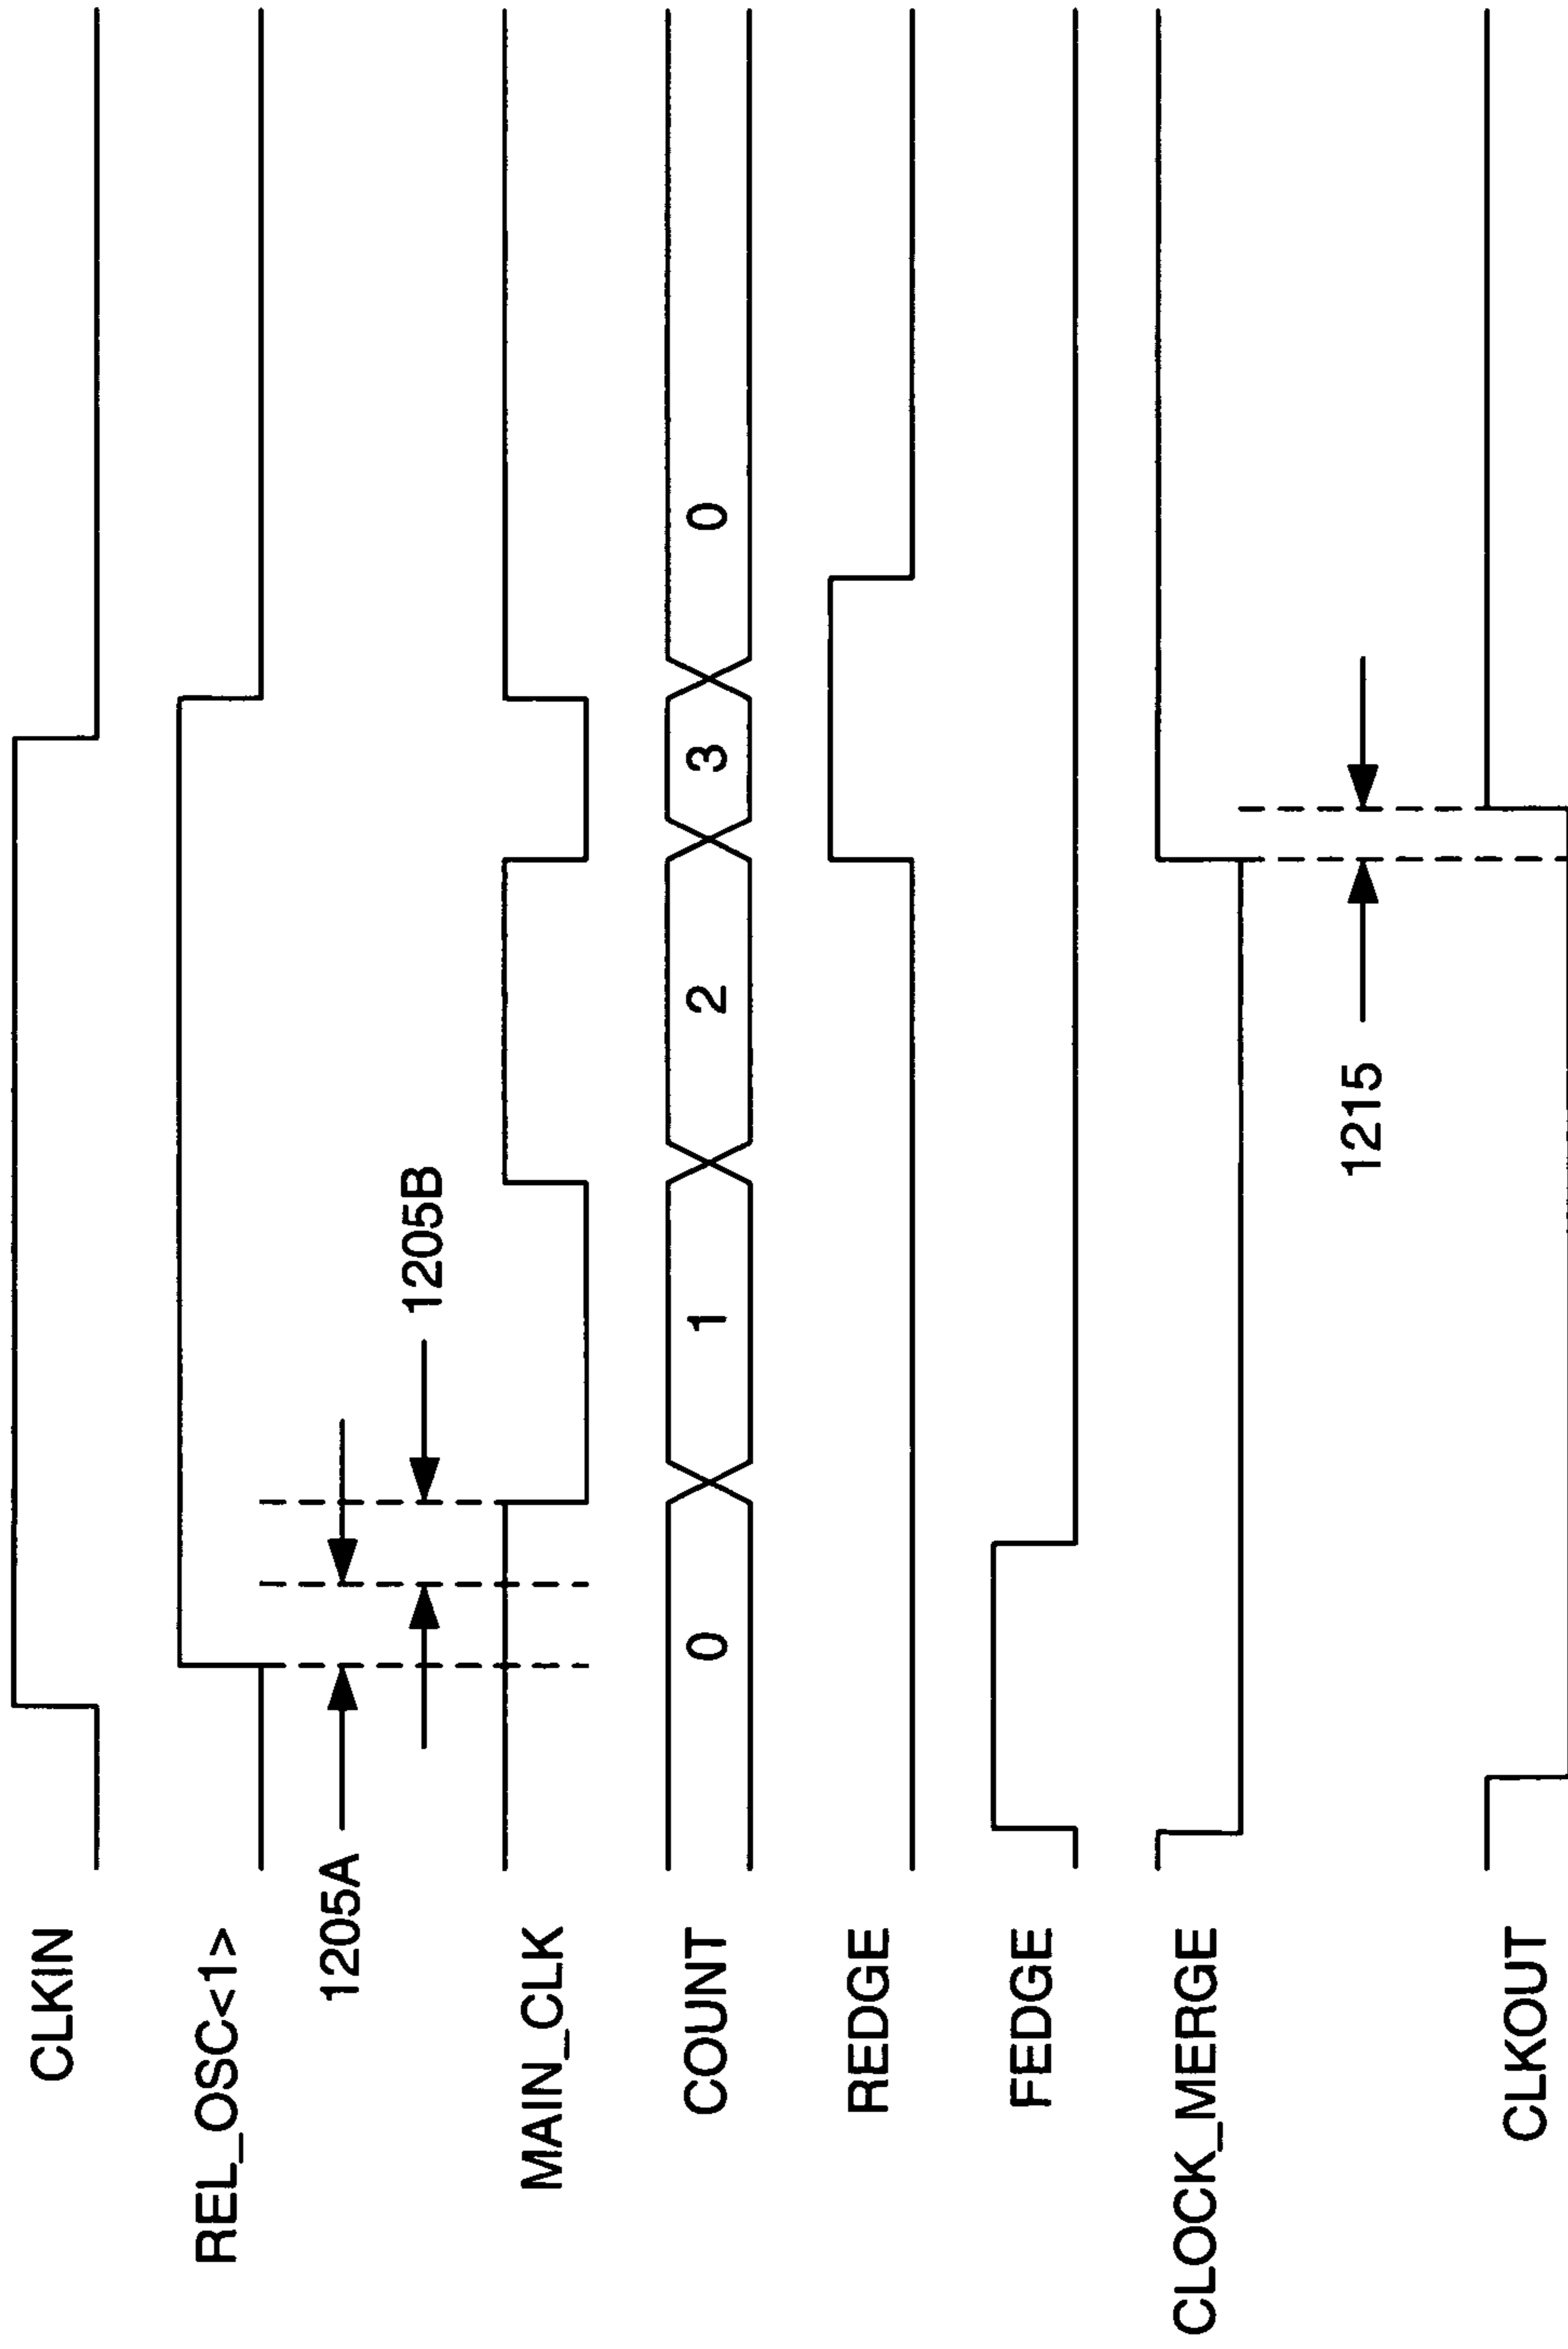 CLKIN
REL_OSC<1>
1205A
1205B
MAIN_CLK
COUNT
0
1
2
3
0
REDGE
FEDGE
CLOCK_MERGE
1215
CLKOUT